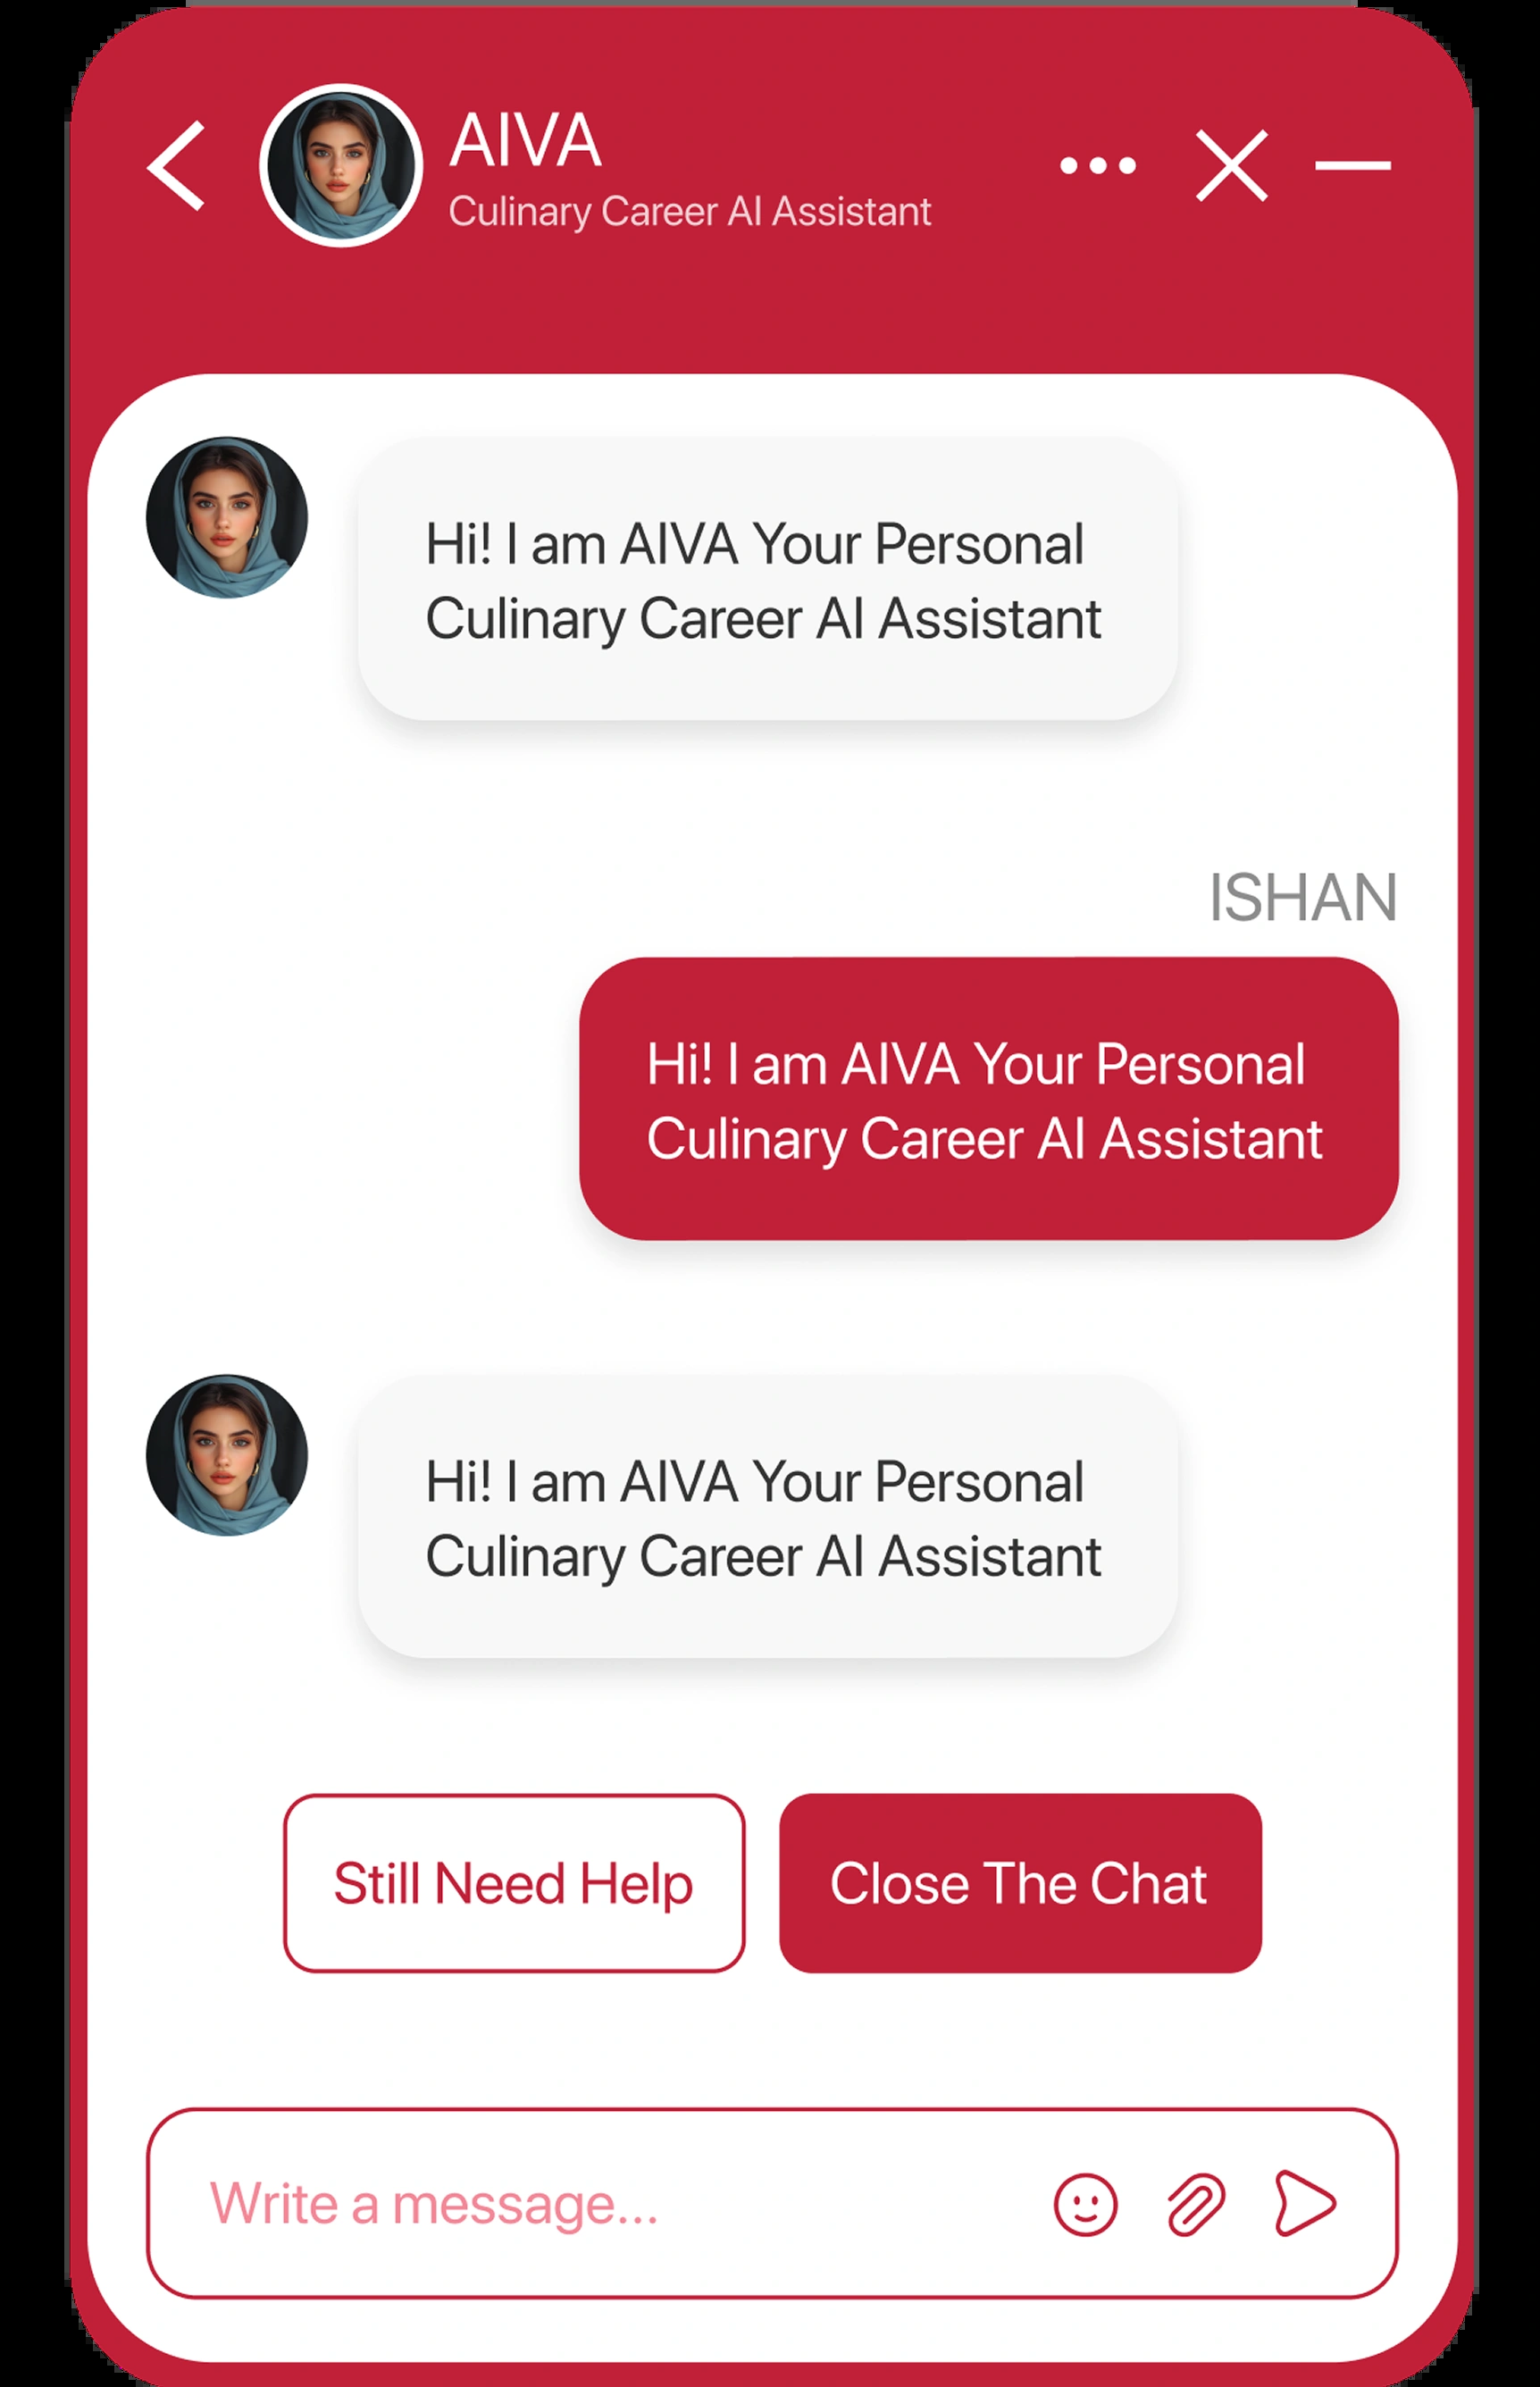 AIVA
Culinary Career AI Assistant
Hi! I am AIVA Your Personal
Culinary Career AI Assistant
ISHAN
Hi! I am AIVA Your Personal
Culinary Career AI Assistant
Hi! I am AIVA Your Personal
Culinary Career AI Assistant
Still Need Help
Close The Chat
Write a message...